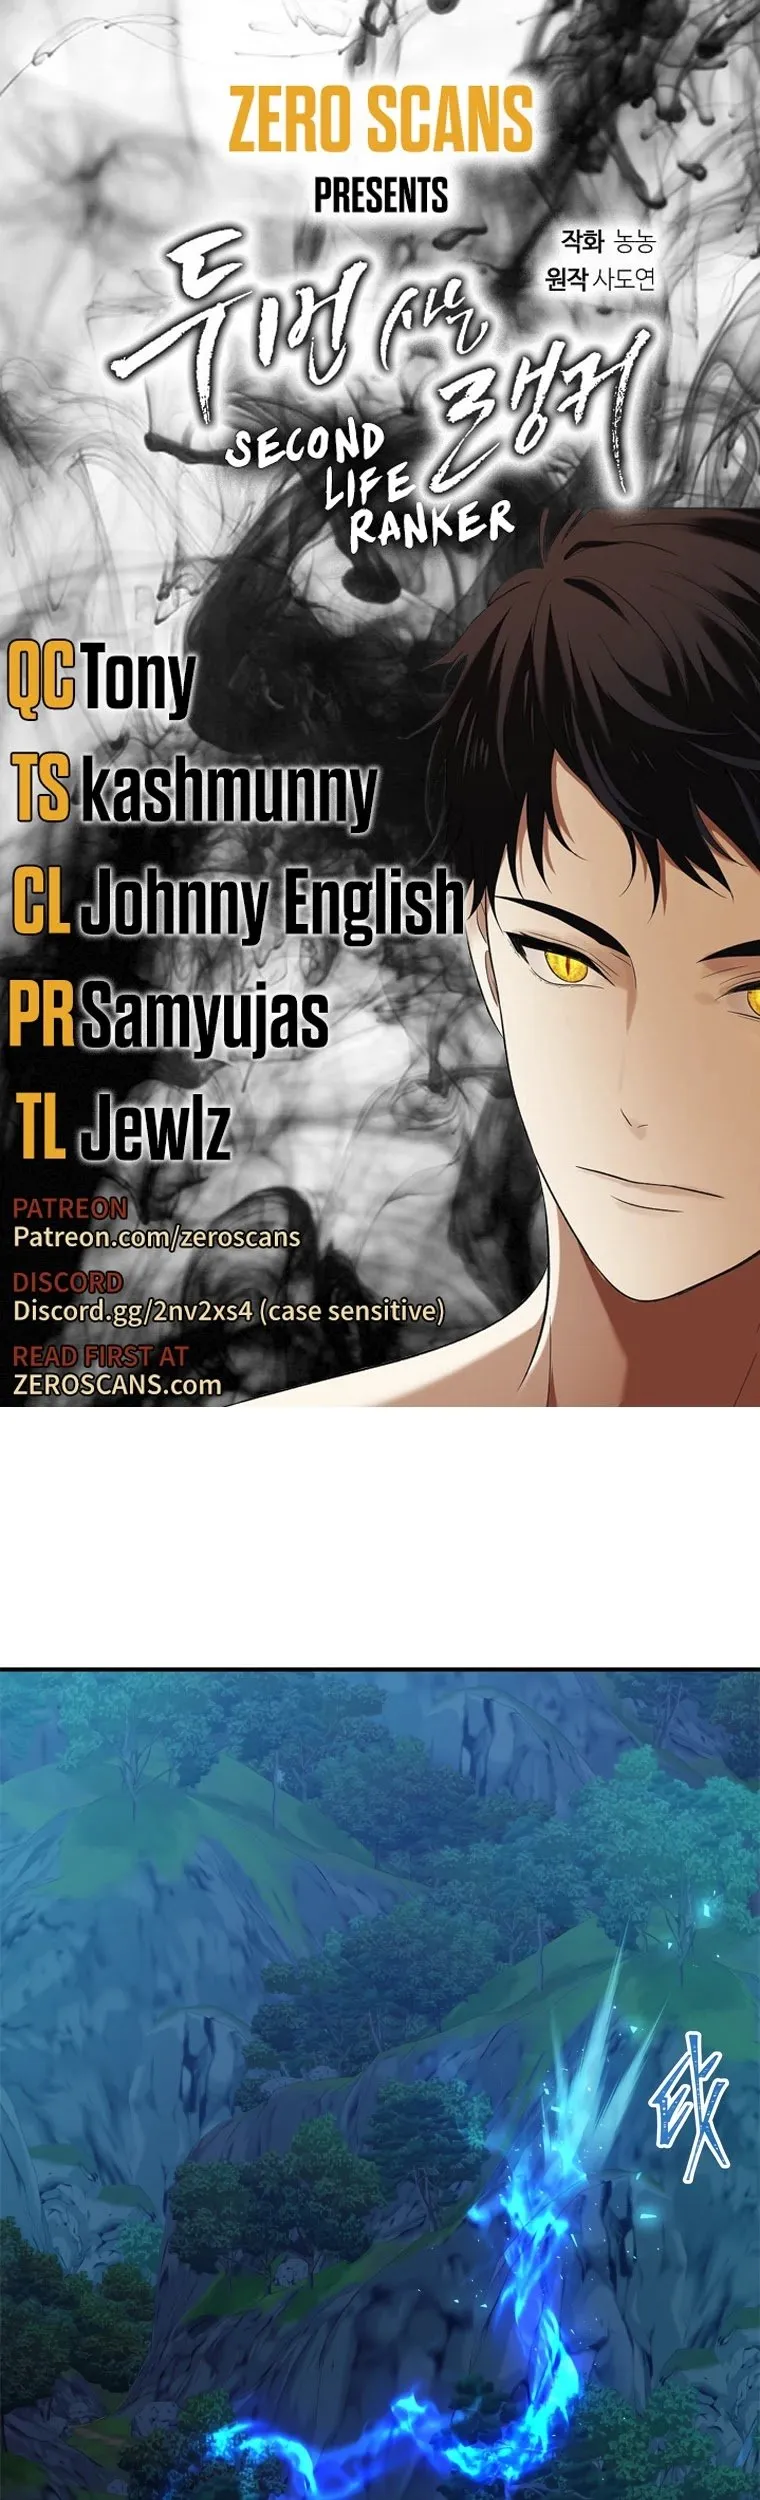 ZERO SCANS
PRESENTS
작화 농농
원작 사도연
두 번 사는
랭커
SECOND
LIFE
RANKER
QC Tony
TS kashmunny
CL Johnny English
PR Samyujas
TL Jewlz
PATREON
Patreon.com/zeroscans
DISCORD
Discord.gg/2nv2xs4 (case sensitive)
READ FIRST AT
ZEROSCANS.com